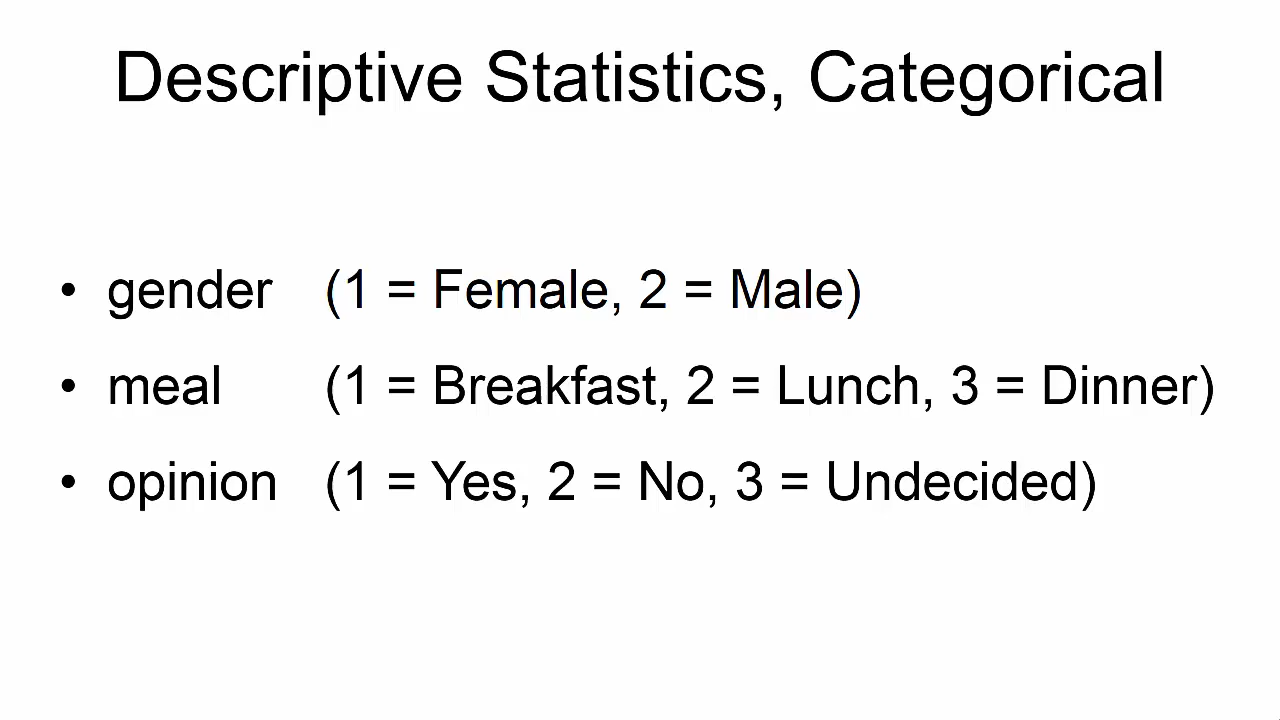 Descriptive Statistics, Categorical
• gender (1 = Female, 2 = Male)
• meal (1 = Breakfast, 2 = Lunch, 3 = Dinner)
• opinion (1 = Yes, 2 = No, 3 = Undecided)